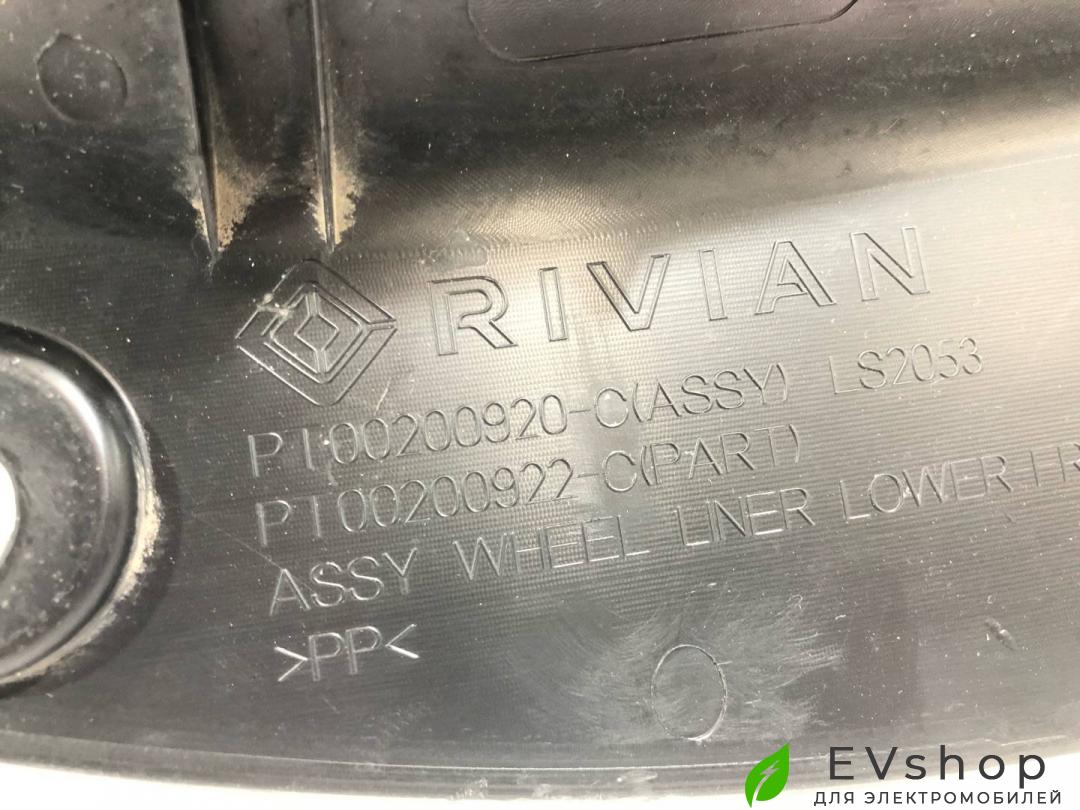 RIVIAN
PT00200920-C(ASSY) LS2053
PT00200922-C(PART)
ASSY WHEEL LINER LOWER
>PP<
EVshop
ДЛЯ ЭЛЕКТРОМОБИЛЕЙ